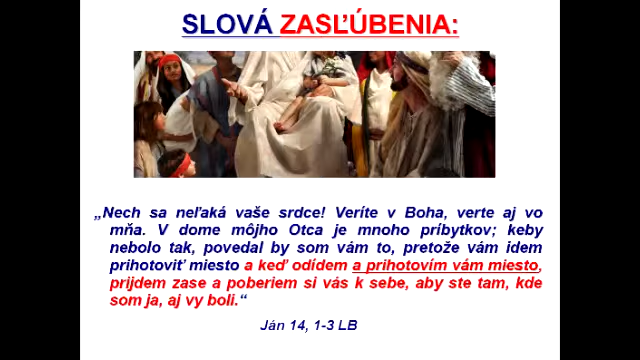 SLOVÁ ZASĽÚBENIA:
„Nech sa neľaká vaše srdce! Veríte v Boha, verte aj vo
mňa. V dome môjho Otca je mnoho príbytkov; keby
nebolo tak, povedal by som vám to, pretože vám idem
prihotoviť miesto a keď odídem a prihotovím vám miesto,
prijdem zase a poberiem si vás k sebe, aby ste tam, kde
som ja, aj vy boli.“
Ján 14, 1-3 LB